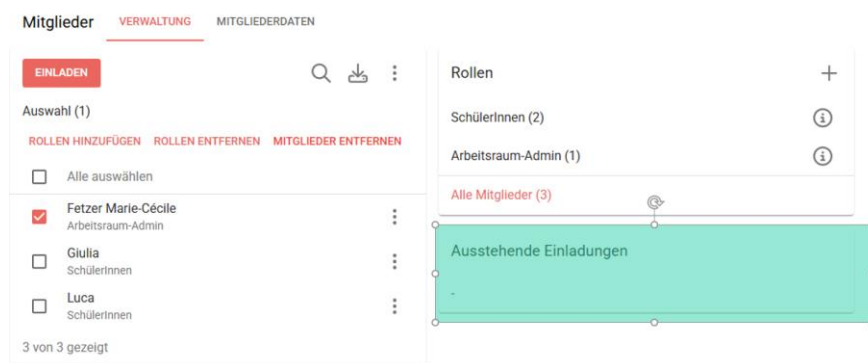 Mitglieder VERWALTUNG MITGLIEDERDATEN
EINLADEN
Auswahl (1)
ROLLEN HINZUFÜGEN ROLLEN ENTFERNEN MITGLIEDER ENTFERNEN
Alle auswählen
Fetzer Marie-Cécile
Arbeitsraum-Admin
Giulia
SchülerInnen
Luca
SchülerInnen
3 von 3 gezeigt
Rollen
SchülerInnen (2)
Arbeitsraum-Admin (1)
Alle Mitglieder (3)
Ausstehende Einladungen
-